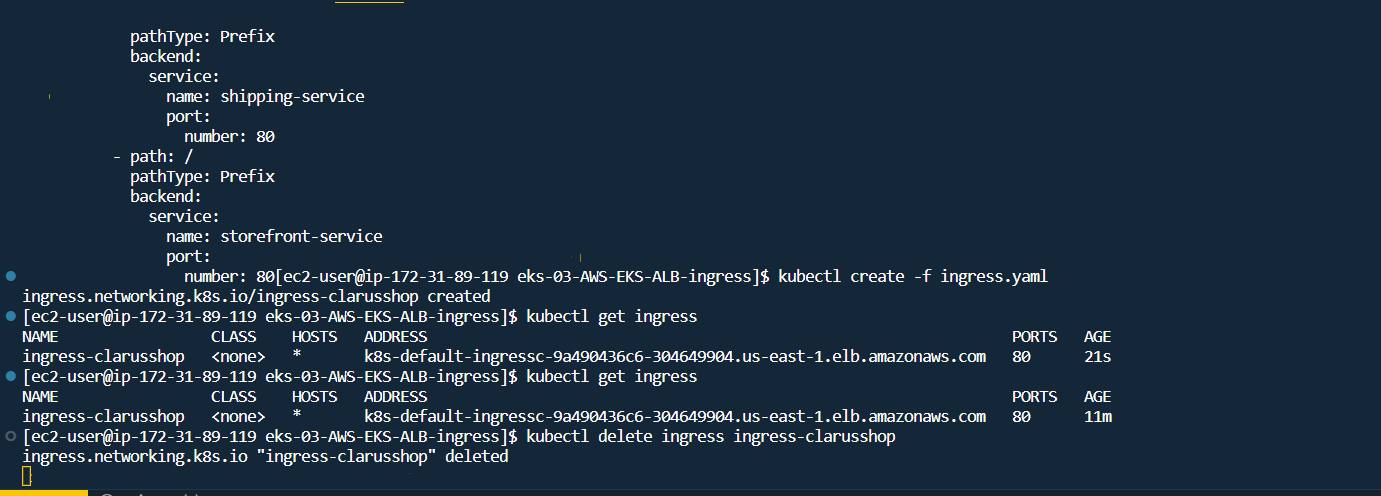 pathType: Prefix
backend:
service:
name: shipping-service
port:
number: 80
- path: /
pathType: Prefix
backend:
service:
name: storefront-service
port:
number: 80[ec2-user@ip-172-31-89-119 eks-03-AWS-EKS-ALB-ingress]$ kubectl create -f ingress.yaml
ingress.networking.k8s.io/ingress-clarusshop created
[ec2-user@ip-172-31-89-119 eks-03-AWS-EKS-ALB-ingress]$ kubectl get ingress
NAME CLASS HOSTS ADDRESS PORTS AGE
ingress-clarusshop <none> * k8s-default-ingressc-9a490436c6-304649904.us-east-1.elb.amazonaws.com 80 21s
[ec2-user@ip-172-31-89-119 eks-03-AWS-EKS-ALB-ingress]$ kubectl get ingress
NAME CLASS HOSTS ADDRESS PORTS AGE
ingress-clarusshop <none> * k8s-default-ingressc-9a490436c6-304649904.us-east-1.elb.amazonaws.com 80 11m
[ec2-user@ip-172-31-89-119 eks-03-AWS-EKS-ALB-ingress]$ kubectl delete ingress ingress-clarusshop
ingress.networking.k8s.io "ingress-clarusshop" deleted